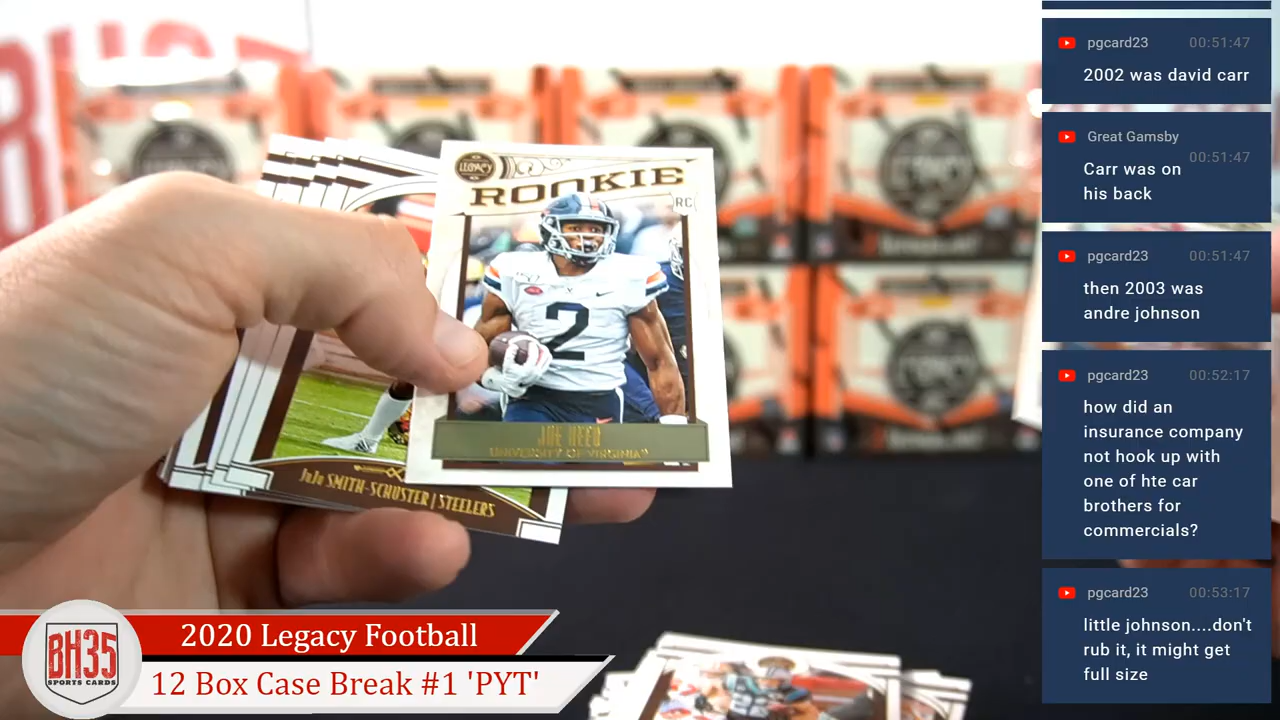 LEGACY
ROOKIE
RC
2
JOE REED
UNIVERSITY OF VIRGINIA
JuJu SMITH-SCHUSTER | STEELERS
22
BH35
SPORTS CARDS
2020 Legacy Football
12 Box Case Break #1 'PYT'
pgcard23 00:51:47
2002 was david carr
Great Gamsby 00:51:47
Carr was on
his back
pgcard23 00:51:47
then 2003 was
andre johnson
pgcard23 00:52:17
how did an
insurance company
not hook up with
one of hte car
brothers for
commercials?
pgcard23 00:53:17
little johnson....don't
rub it, it might get
full size